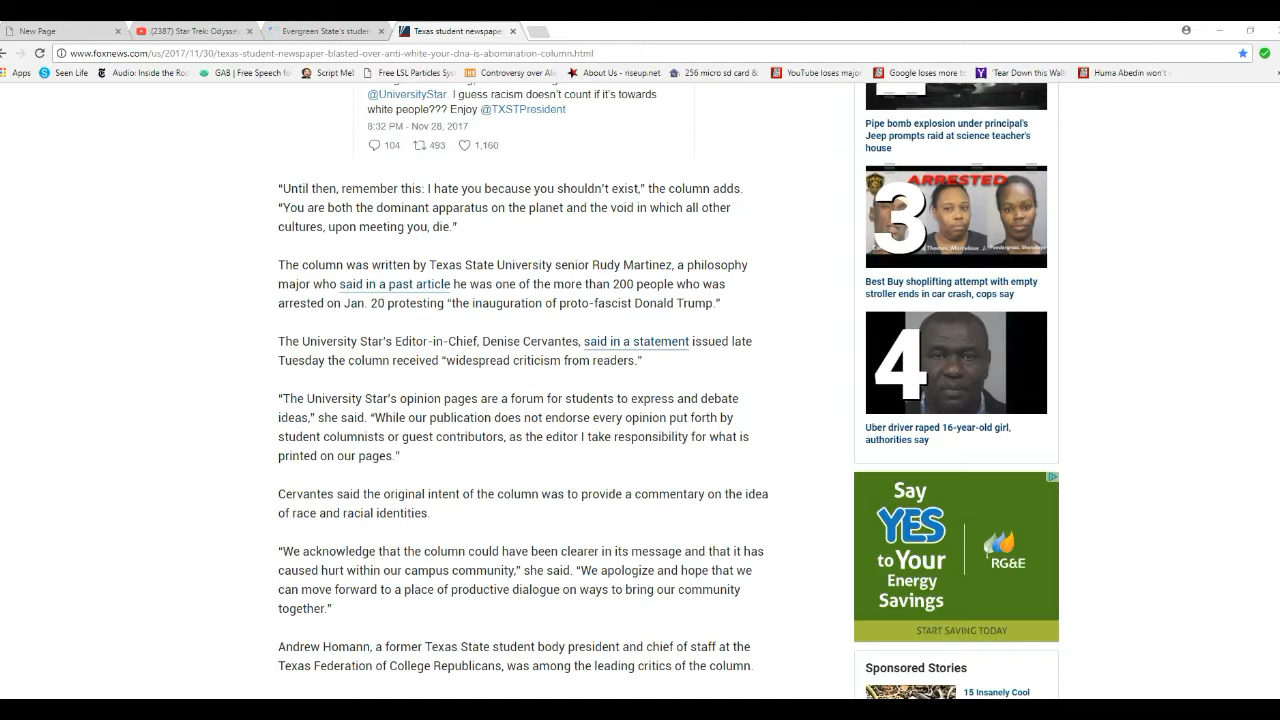 New Page
(2387) Star Trek: Odysse
Evergreen State's studen
Texas student newspaper
www.foxnews.com/us/2017/11/30/texas-student-newspaper-blasted-over-anti-white-your-dna-is-abomination-column.html
Apps
Seen Life
Audio: Inside the Ro
GAB | Free Speech fo
Script Me!
Free LSL Particles Sys
Controversy over Ali
About Us - riseup.net
256 micro sd card &
YouTube loses major
Google loses more to
'Tear Down this Wall
Huma Abedin won't
@UniversityStar. I guess racism doesn't count if it's towards
white people??? Enjoy @TXSTPresident
8:32 PM - Nov 28, 2017
104 493 1,160
“Until then, remember this: I hate you because you shouldn’t exist,” the column adds.
“You are both the dominant apparatus on the planet and the void in which all other
cultures, upon meeting you, die.”
The column was written by Texas State University senior Rudy Martinez, a philosophy
major who said in a past article he was one of the more than 200 people who was
arrested on Jan. 20 protesting “the inauguration of proto-fascist Donald Trump.”
The University Star’s Editor-in-Chief, Denise Cervantes, said in a statement issued late
Tuesday the column received “widespread criticism from readers.”
“The University Star’s opinion pages are a forum for students to express and debate
ideas,” she said. “While our publication does not endorse every opinion put forth by
student columnists or guest contributors, as the editor I take responsibility for what is
printed on our pages.”
Cervantes said the original intent of the column was to provide a commentary on the idea
of race and racial identities.
“We acknowledge that the column could have been clearer in its message and that it has
caused hurt within our campus community,” she said. “We apologize and hope that we
can move forward to a place of productive dialogue on ways to bring our community
together.”
Andrew Homann, a former Texas State student body president and chief of staff at the
Texas Federation of College Republicans, was among the leading critics of the column.
Pipe bomb explosion under principal's
Jeep prompts raid at science teacher's
house
ARRESTED
3
Thomas, Marcelous J.
Best Buy shoplifting attempt with empty
stroller ends in car crash, cops say
4
Uber driver raped 16-year-old girl,
authorities say
Say
YES
to Your
Energy
Savings
RG&E
START SAVING TODAY
Sponsored Stories
15 Insanely Cool